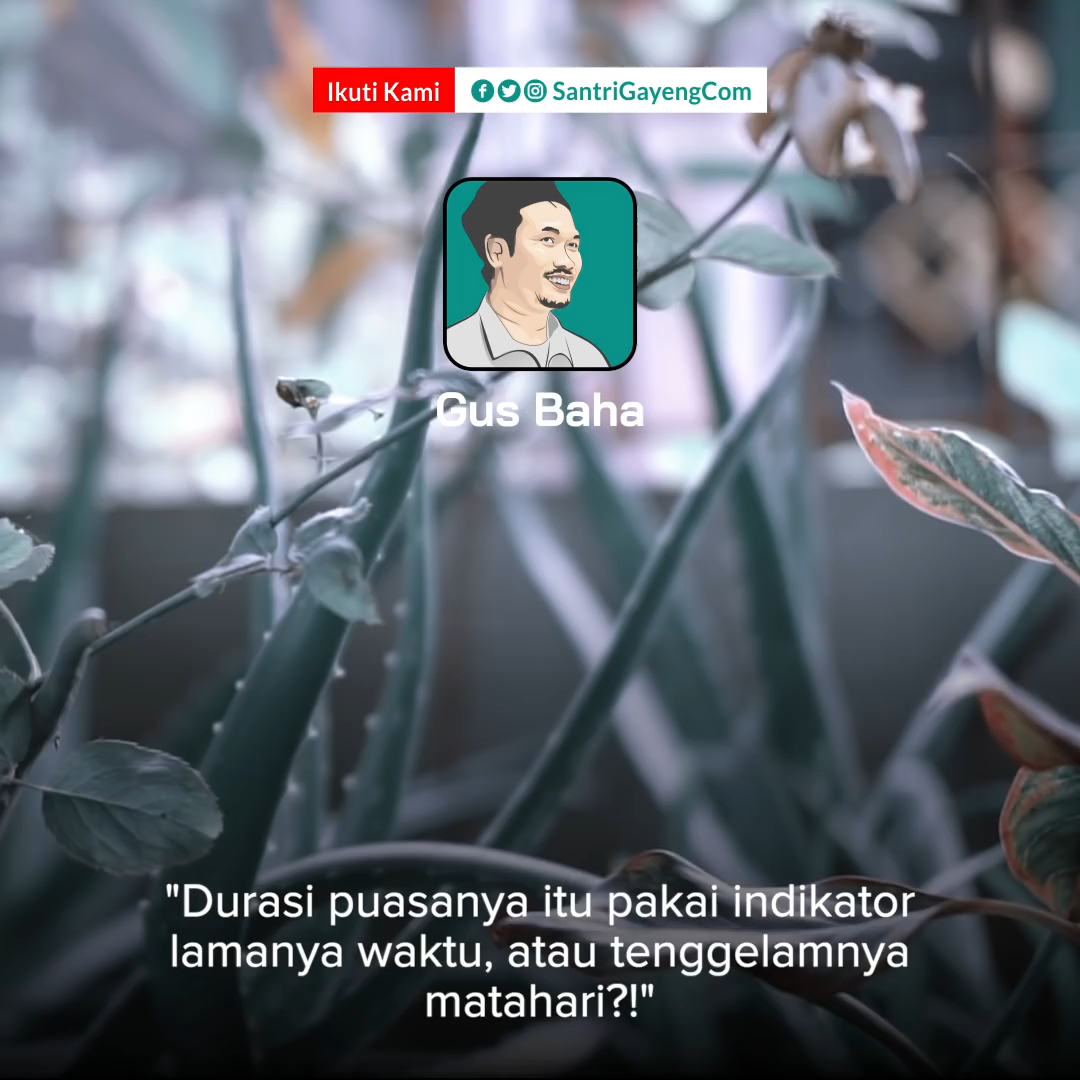 Ikuti Kami SantriGayengCom
Gus Baha
"Durasi puasanya itu pakai indikator
lamanya waktu, atau tenggelamnya
matahari?!"